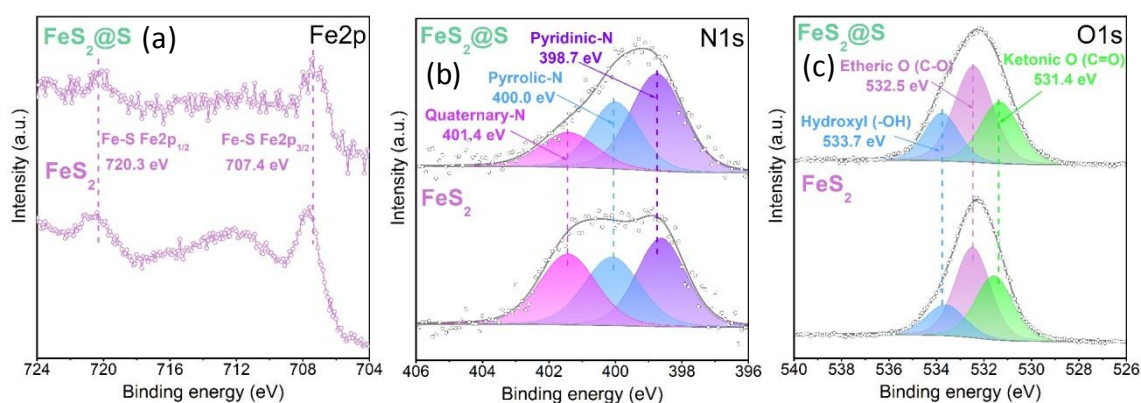 FeS2@S (a) Fe2p
Fe-S Fe2p1/2
720.3 eV
Fe-S Fe2p3/2
707.4 eV
FeS2
Intensity (a.u.)
724 720 716 712 708 704
Binding energy (eV)
FeS2@S
(b)
N1s
Pyridinic-N
398.7 eV
Pyrrolic-N
400.0 eV
Quaternary-N
401.4 eV
FeS2
Intensity (a.u.)
406 404 402 400 398 396
Binding energy (eV)
FeS2@S
(c)
O1s
Etheric O (C-O)
532.5 eV
Ketonic O (C=O)
531.4 eV
Hydroxyl (-OH)
533.7 eV
FeS2
Intensity (a.u.)
540 538 536 534 532 530 528 526
Binding energy (eV)